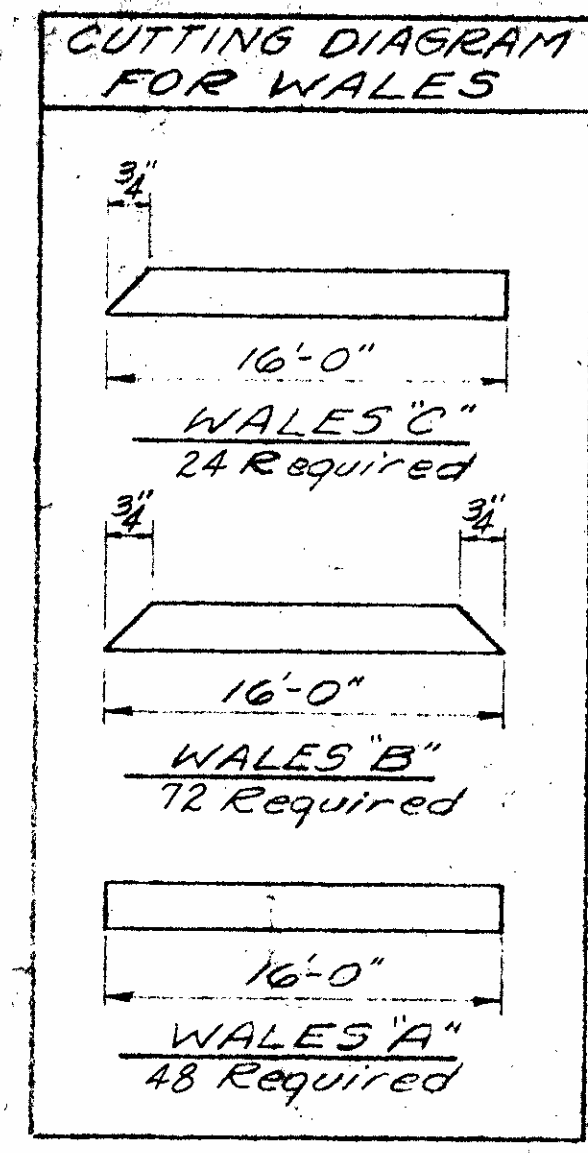 CUTTING DIAGRAM
FOR WALES
3/4"
16'-0"
WALES "C"
24 Required
3/4" 3/4"
16'-0"
WALES "B"
72 Required
16'-0"
WALES "A"
48 Required